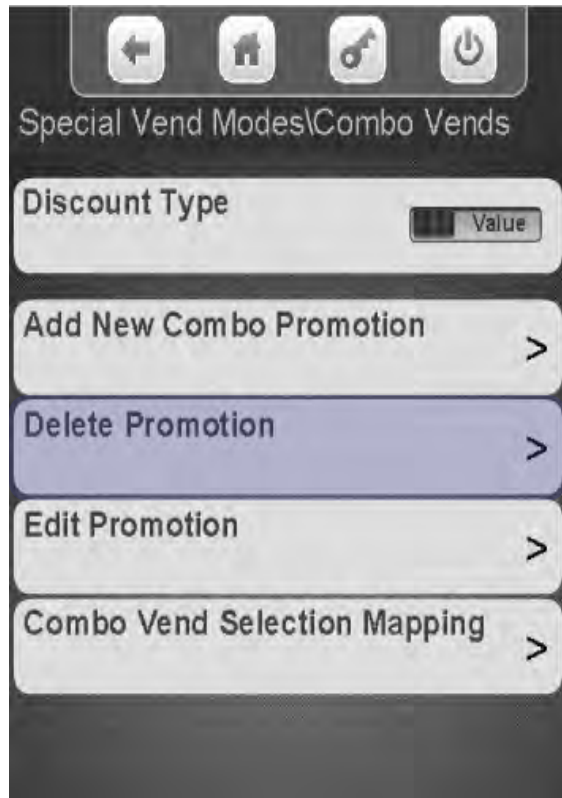 Special Vend Modes\Combo Vends
Discount Type
Value
Add New Combo Promotion
>
Delete Promotion
>
Edit Promotion
>
Combo Vend Selection Mapping
>